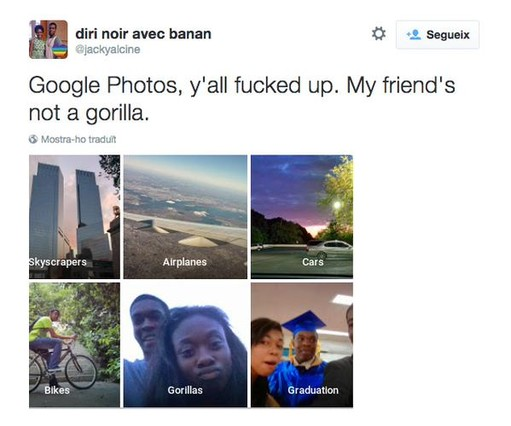 diri noir avec banan
@jackyalcine
Segueix
Google Photos, y'all fucked up. My friend's
not a gorilla.
Mostra-ho traduït
Skyscrapers
Airplanes
Cars
Bikes
Gorillas
Graduation